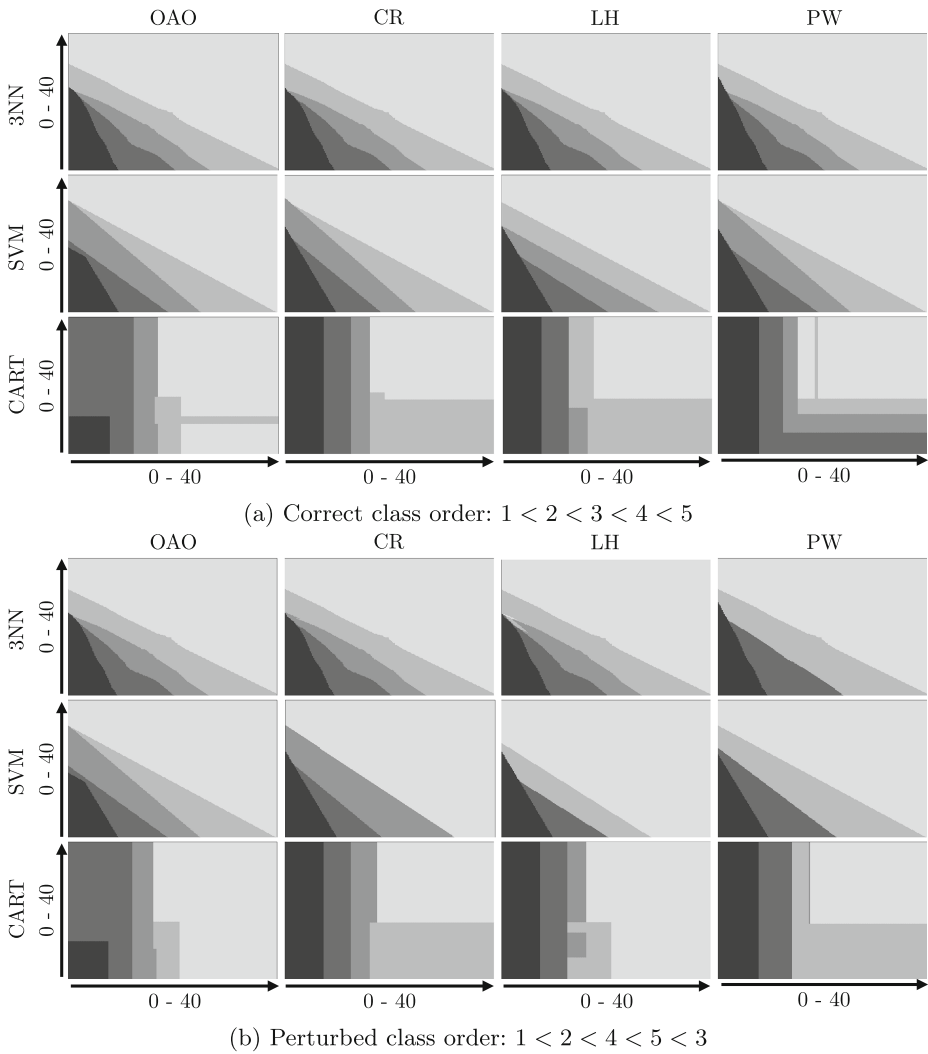 OAO CR LH PW
3NN 0 - 40
SVM 0 - 40
CART 0 - 40
0 - 40 0 - 40 0 - 40 0 - 40
(a) Correct class order: 1 < 2 < 3 < 4 < 5
OAO CR LH PW
3NN 0 - 40
SVM 0 - 40
CART 0 - 40
0 - 40 0 - 40 0 - 40 0 - 40
(b) Perturbed class order: 1 < 2 < 4 < 5 < 3